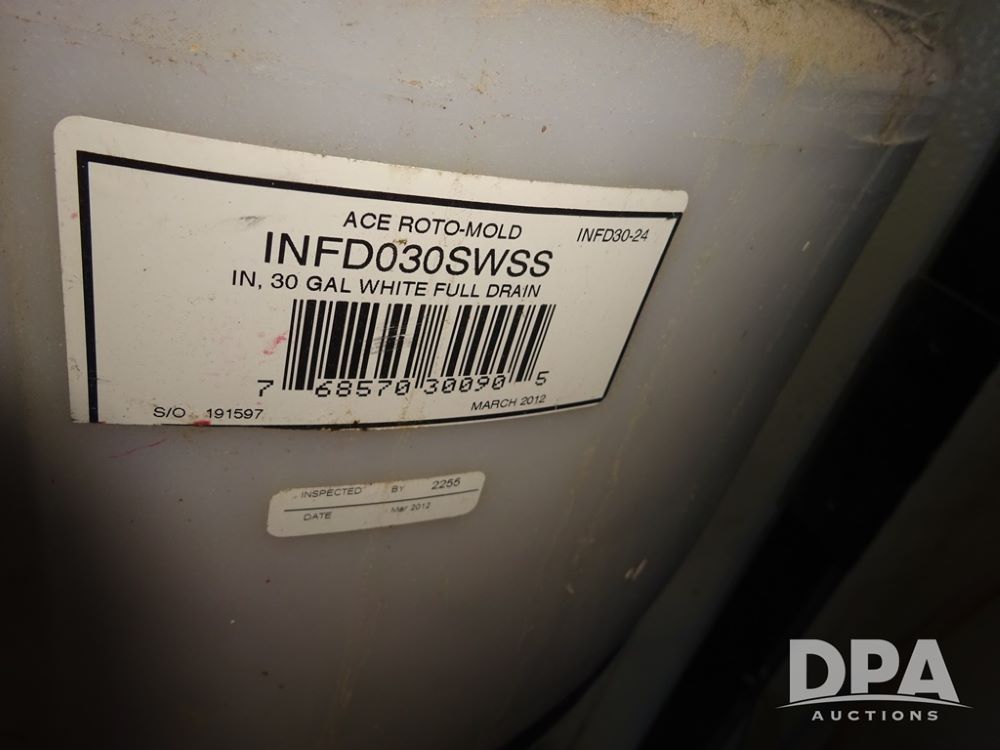 ACE ROTO-MOLD
INFD30-24
INFD030SWSS
IN, 30 GAL WHITE FULL DRAIN
7 68570 30090 5
S/O 191597
MARCH 2012
INSPECTED BY 2255
DATE Mar 2012
DPA
AUCTIONS